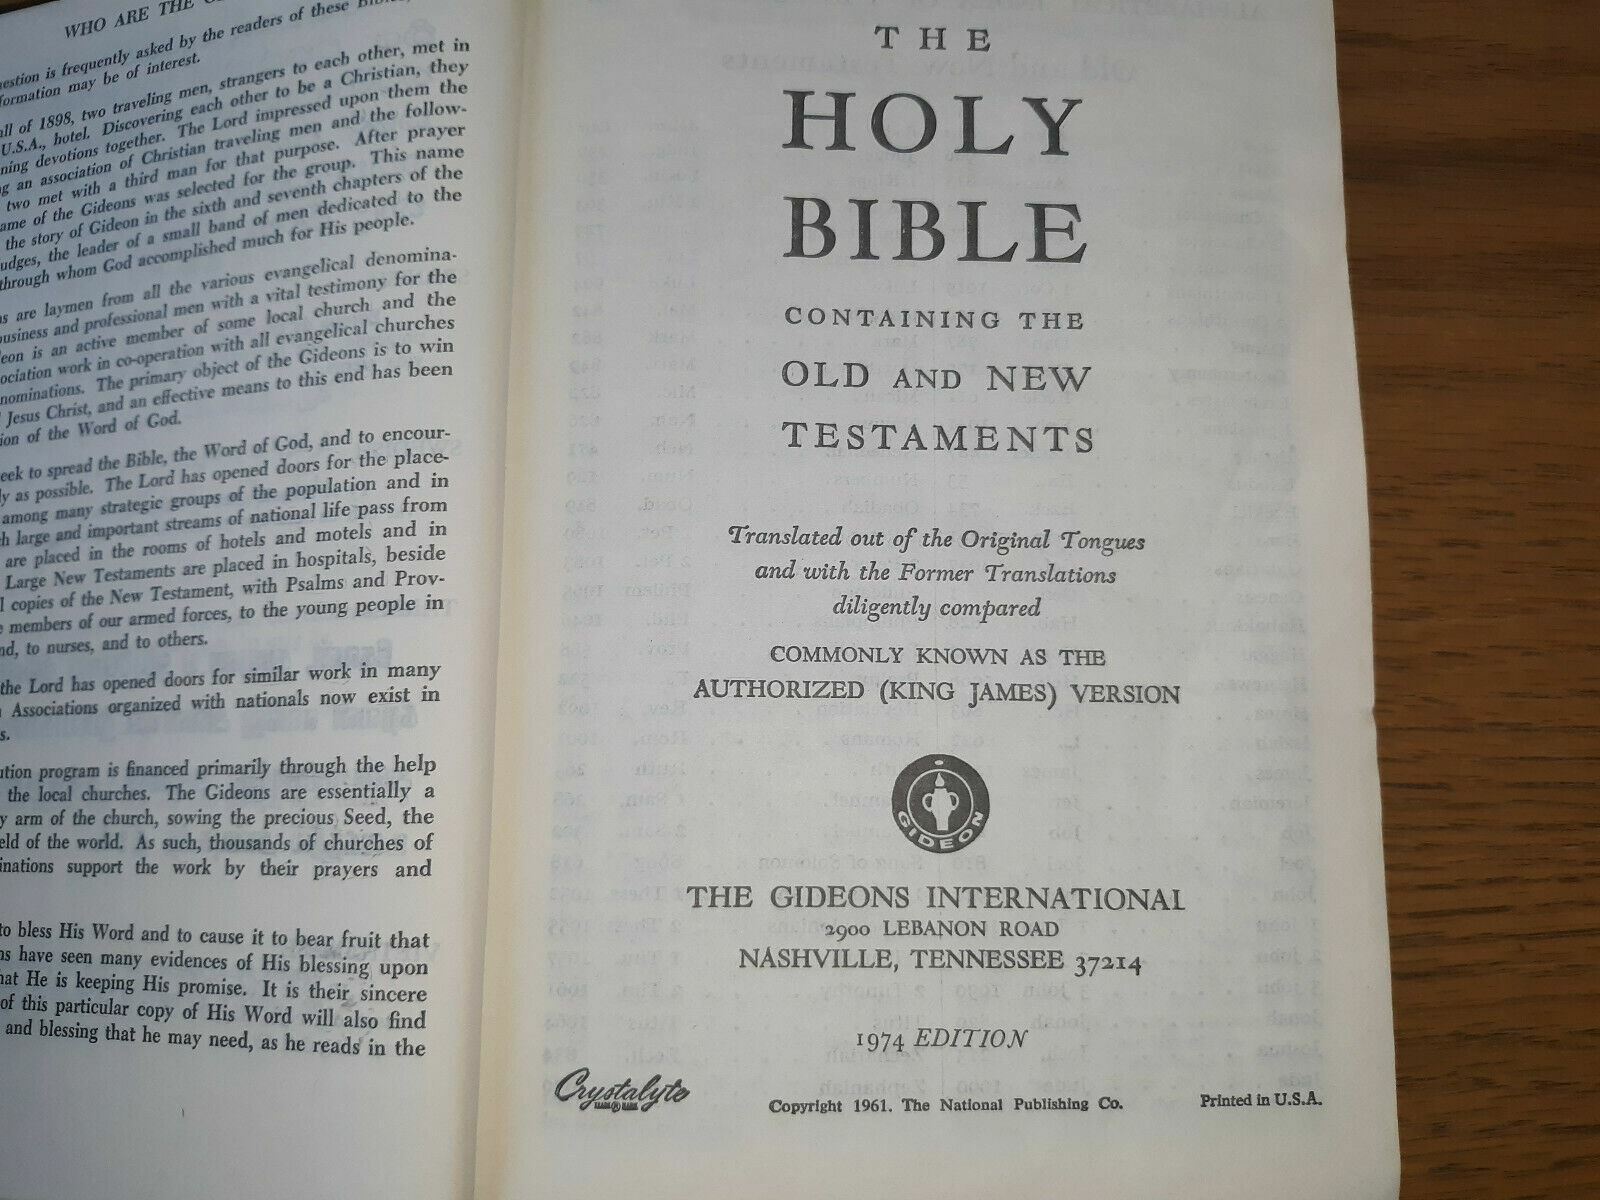 WHO ARE THE
estion is frequently asked by the readers of these
formation may be of interest.
all of 1898, two traveling men, strangers to each other, met in
U.S.A., hotel. Discovering each other to be a Christian, they
ning devotions together. The Lord impressed upon them the
g an association of Christian traveling men and the follow-
two met with a third man for that purpose. After prayer
ame of the Gideons was selected for the group. This name
the story of Gideon in the sixth and seventh chapters of the
udges, the leader of a small band of men dedicated to the
through whom God accomplished much for His people.
ns are laymen from all the various evangelical denomina-
business and professional men with a vital testimony for the
eon is an active member of some local church and the
ociation work in co-operation with all evangelical churches
nominations. The primary object of the Gideons is to win
Jesus Christ, and an effective means to this end has been
ion of the Word of God.
eek to spread the Bible, the Word of God, and to encour-
ly as possible. The Lord has opened doors for the place-
among many strategic groups of the population and in
h large and important streams of national life pass from
are placed in the rooms of hotels and motels and in
Large New Testaments are placed in hospitals, beside
l copies of the New Testament, with Psalms and Prov-
e members of our armed forces, to the young people in
nd, to nurses, and to others.
the Lord has opened doors for similar work in many
Associations organized with nationals now exist in
s.
ution program is financed primarily through the help
the local churches. The Gideons are essentially a
y arm of the church, sowing the precious Seed, the
eld of the world. As such, thousands of churches of
inations support the work by their prayers and
to bless His Word and to cause it to bear fruit that
ns have seen many evidences of His blessing upon
hat He is keeping His promise. It is their sincere
of this particular copy of His Word will also find
and blessing that he may need, as he reads in the
THE
HOLY
BIBLE
CONTAINING THE
OLD AND NEW
TESTAMENTS
Translated out of the Original Tongues
and with the Former Translations
diligently compared
COMMONLY KNOWN AS THE
AUTHORIZED (KING JAMES) VERSION
GIDEON
THE GIDEONS INTERNATIONAL
2900 LEBANON ROAD
NASHVILLE, TENNESSEE 37214
1974 EDITION
Crystalyte
TRADE MARK
Copyright 1961. The National Publishing Co.
Printed in U.S.A.